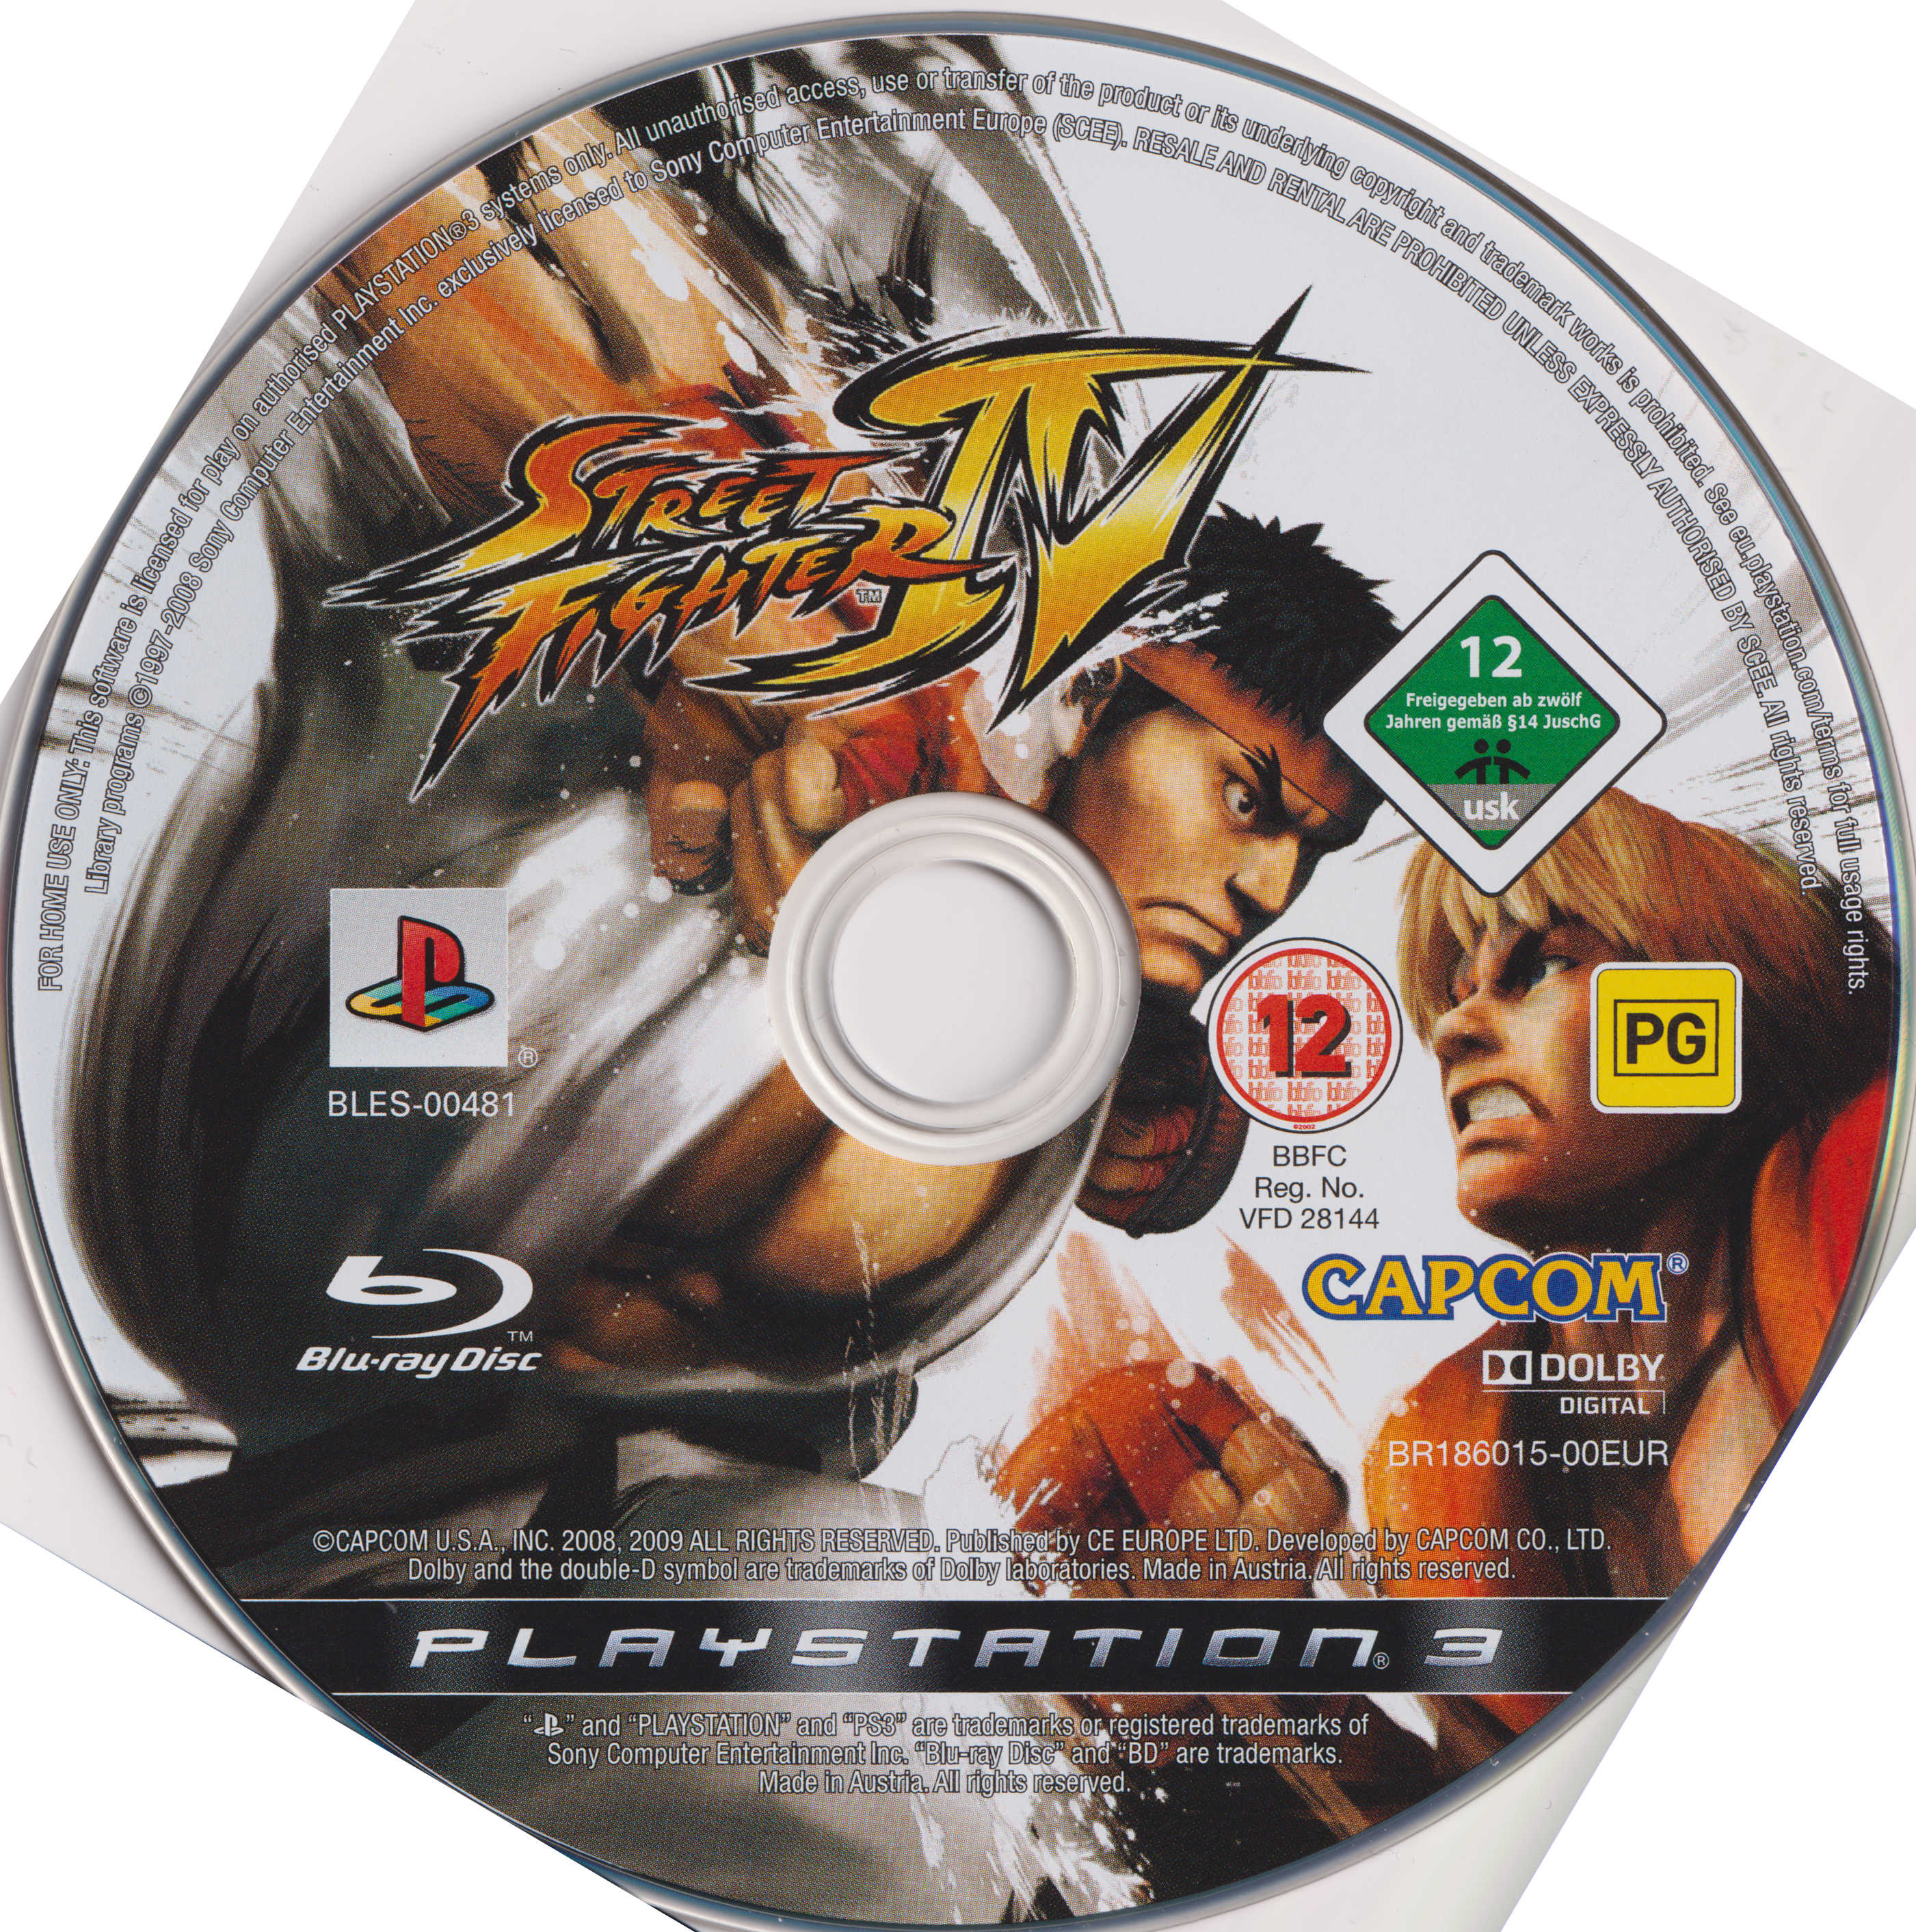 FOR HOME USE ONLY: This software is licensed for play on authorised PLAYSTATION®3 systems only. All unauthorised access, use or transfer of the product or its underlying copyright and trademark works is prohibited. See eu.playstation.com/terms for full usage rights.
Library programs ©1997-2008 Sony Computer Entertainment Inc. exclusively licensed to Sony Computer Entertainment Europe (SCEE). RESALE AND RENTAL ARE PROHIBITED UNLESS EXPRESSLY AUTHORISED BY SCEE. All rights reserved.
STREET
FIGHTER IV
TM
12
Freigegeben ab zwölf
Jahren gemäß §14 JuschG
usk
®
BLES-00481
12
©2002
BBFC
Reg. No.
VFD 28144
PG
CAPCOM®
Blu-ray Disc TM
DOLBY
DIGITAL
BR186015-00EUR
©CAPCOM U.S.A., INC. 2008, 2009 ALL RIGHTS RESERVED. Published by CE EUROPE LTD. Developed by CAPCOM CO., LTD.
Dolby and the double-D symbol are trademarks of Dolby laboratories. Made in Austria. All rights reserved.
PLAYSTATION® 3
“ ” and “PLAYSTATION” and “PS3” are trademarks or registered trademarks of
Sony Computer Entertainment Inc. “Blu-ray Disc” and “BD” are trademarks.
Made in Austria. All rights reserved.